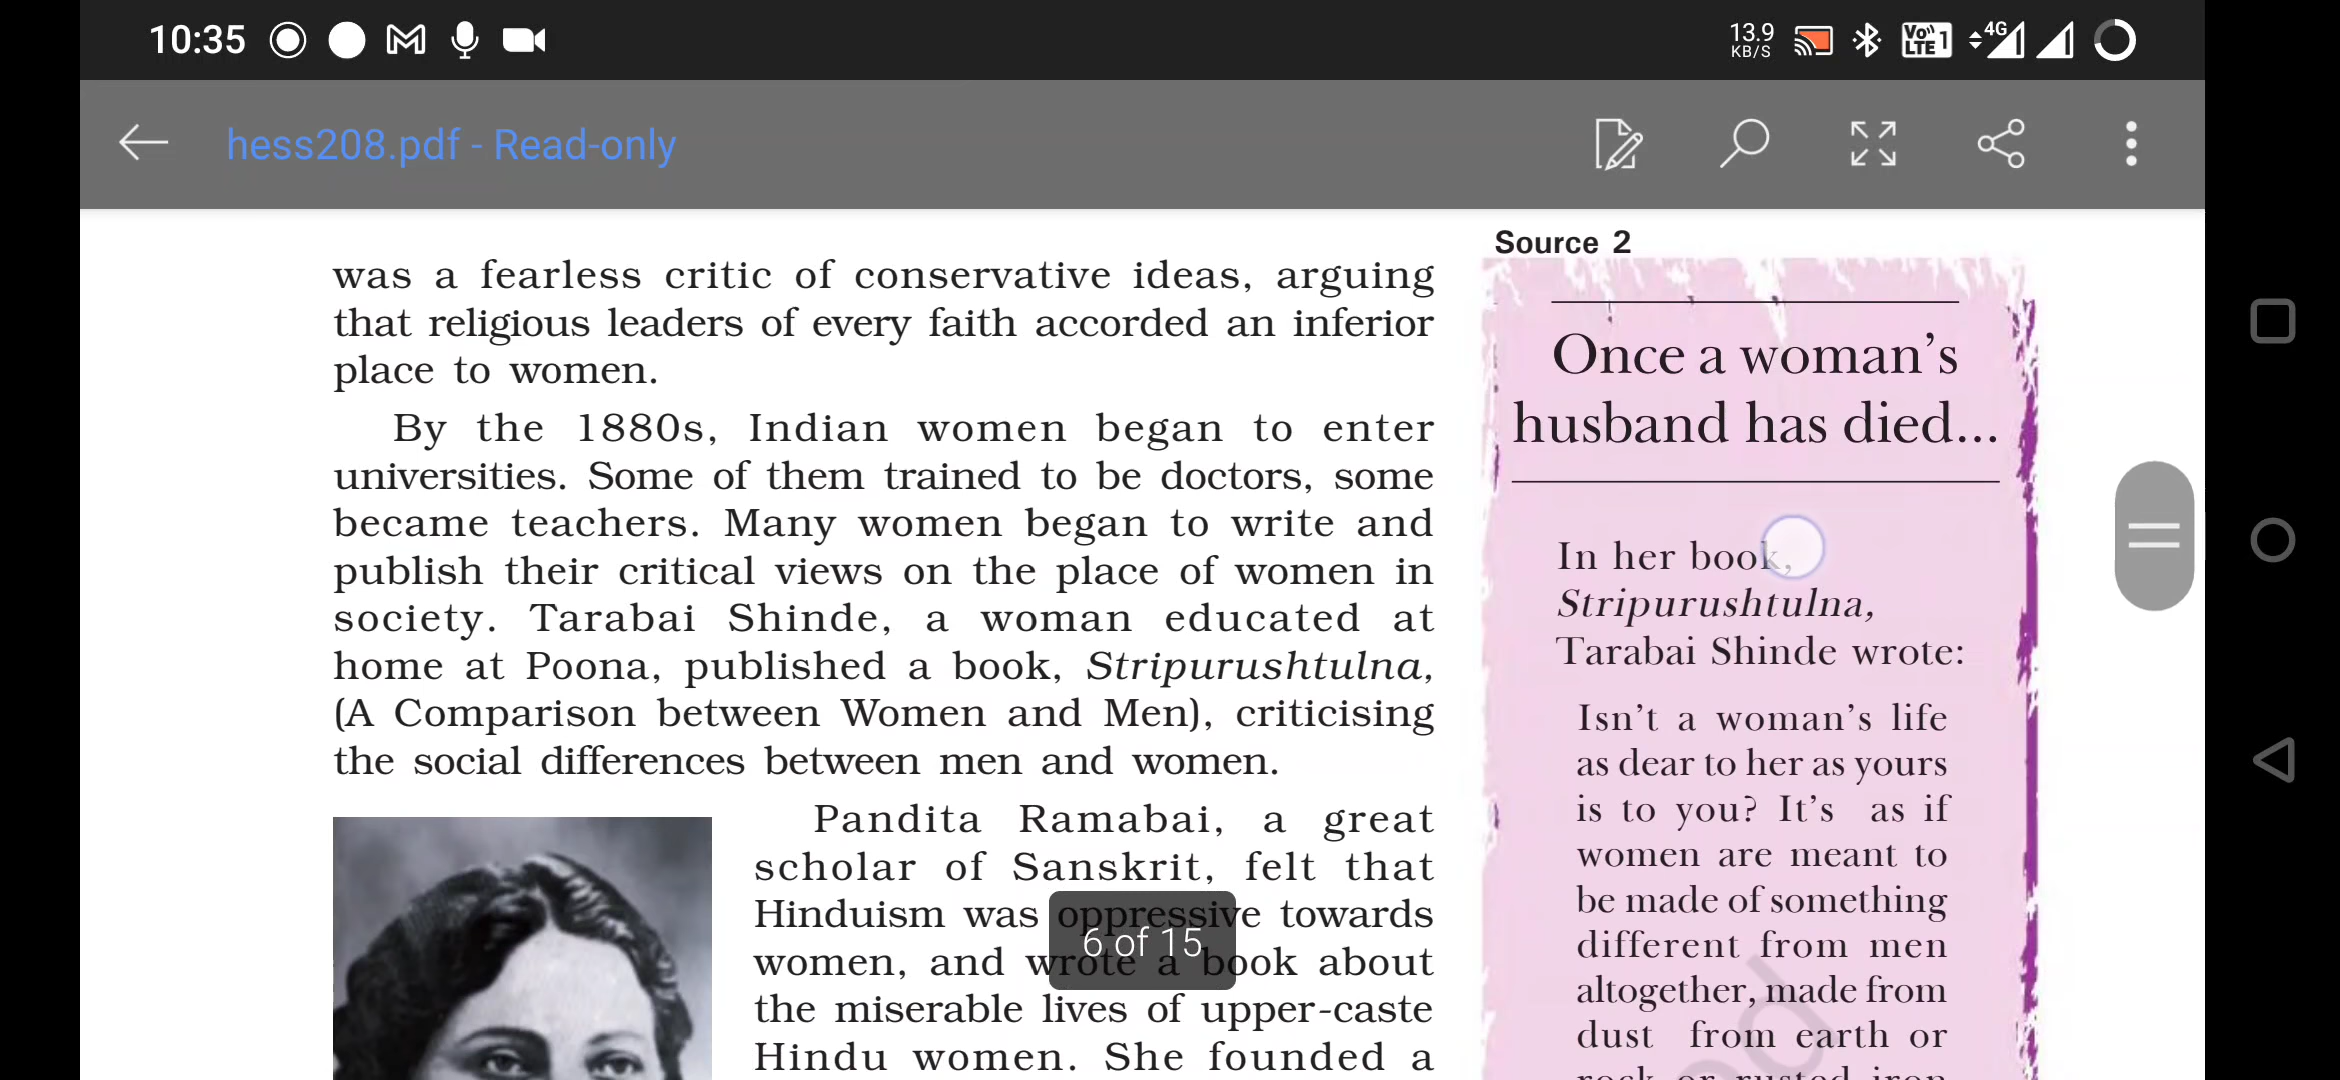 10:35
13.9
KB/S
Vo))
LTE 1
4G
hess208.pdf - Read-only
was a fearless critic of conservative ideas, arguing
that religious leaders of every faith accorded an inferior
place to women.
By the 1880s, Indian women began to enter
universities. Some of them trained to be doctors, some
became teachers. Many women began to write and
publish their critical views on the place of women in
society. Tarabai Shinde, a woman educated at
home at Poona, published a book, Stripurushtulna,
(A Comparison between Women and Men), criticising
the social differences between men and women.
Pandita Ramabai, a great
scholar of Sanskrit, felt that
Hinduism was oppressive towards
women, and wrote a book about
the miserable lives of upper-caste
Hindu women. She founded a
6 of 15
Source 2
Once a woman’s
husband has died...
In her book,
Stripurushtulna,
Tarabai Shinde wrote:
Isn’t a woman’s life
as dear to her as yours
is to you? It’s as if
women are meant to
be made of something
different from men
altogether, made from
dust from earth or
rock or rusted iron